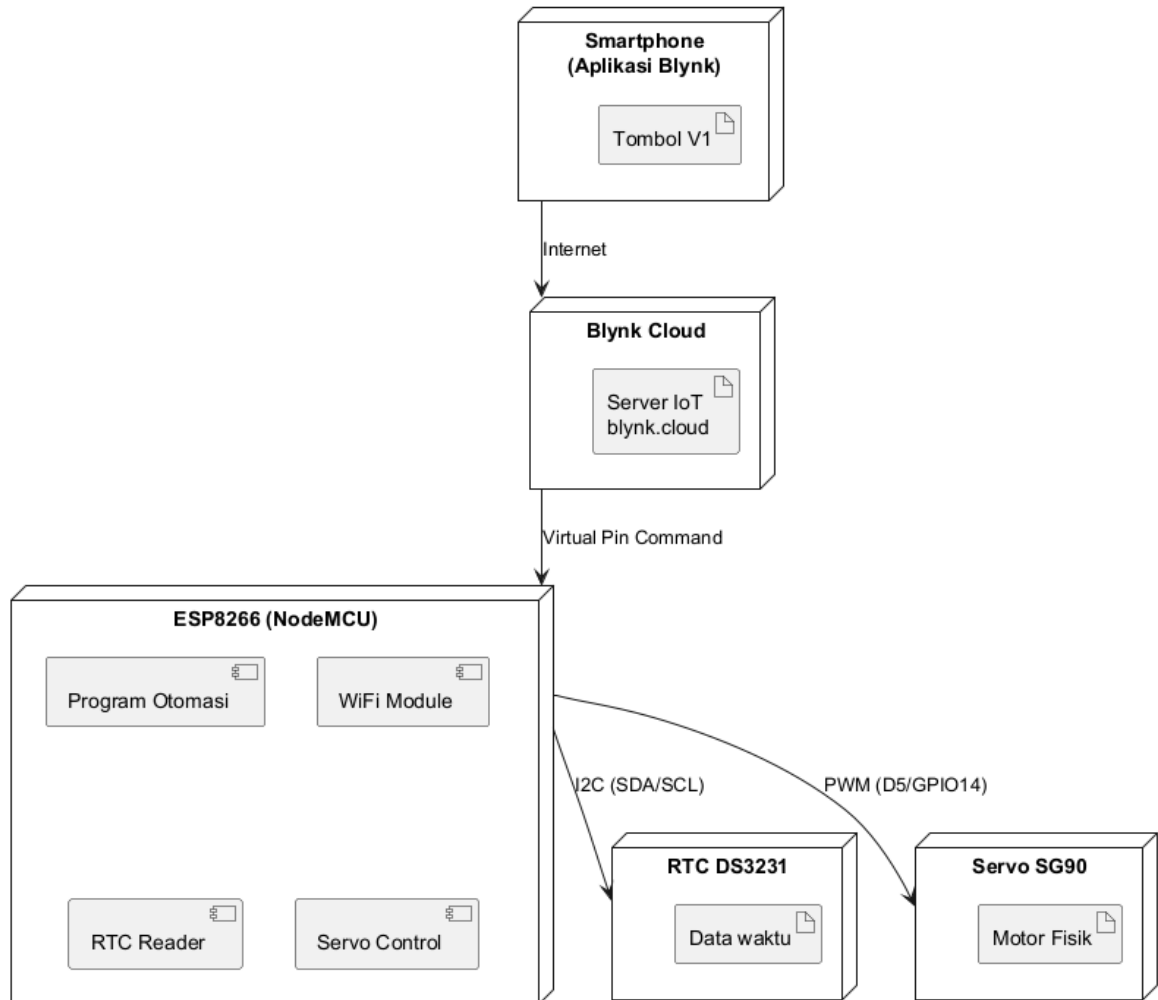 Smartphone
(Aplikasi Blynk)
Tombol V1
Internet
Blynk Cloud
Server IoT
blynk.cloud
Virtual Pin Command
ESP8266 (NodeMCU)
Program Otomasi
WiFi Module
I2C (SDA/SCL)
PWM (D5/GPIO14)
RTC DS3231
Servo SG90
RTC Reader
Servo Control
Data waktu
Motor Fisik